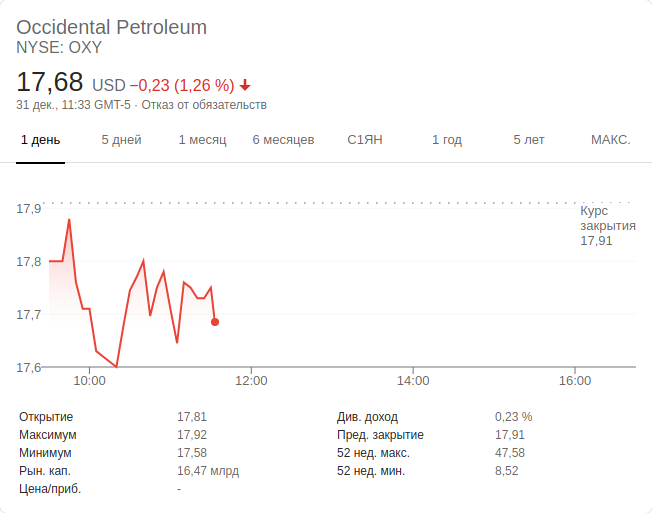 Occidental Petroleum
NYSE: OXY
17,68 USD −0,23 (1,26 %)
31 дек., 11:33 GMT-5 · Отказ от обязательств
1 день 5 дней 1 месяц 6 месяцев С1ЯН 1 год 5 лет МАКС.
17,9
Курс
закрытия
17,91
17,8
17,7
17,6
10:00 12:00 14:00 16:00
Открытие 17,81 Див. доход 0,23 %
Максимум 17,92 Пред. закрытие 17,91
Минимум 17,58 52 нед. макс. 47,58
Рын. кап. 16,47 млрд 52 нед. мин. 8,52
Цена/приб. -